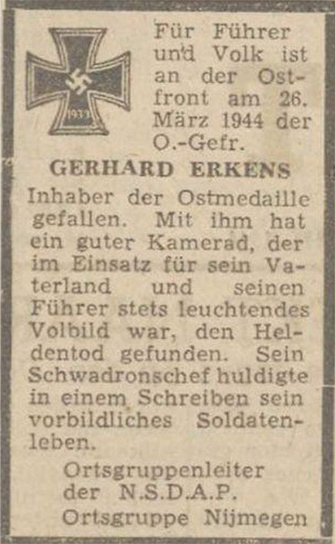 Für Führer
und Volk ist
an der Ost-
front am 26.
März 1944 der
O.-Gefr.
GERHARD ERKENS
Inhaber der Ostmedaille
gefallen. Mit ihm hat
ein guter Kamerad, der
im Einsatz für sein Va-
terland und seinen
Führer stets leuchtendes
Volbild war, den Hel-
dentod gefunden. Sein
Schwadronschef huldigte
in einem Schreiben sein
vorbildliches Soldaten-
leben.
Ortsgruppenleiter
der N.S.D.A.P.
Ortsgruppe Nijmegen